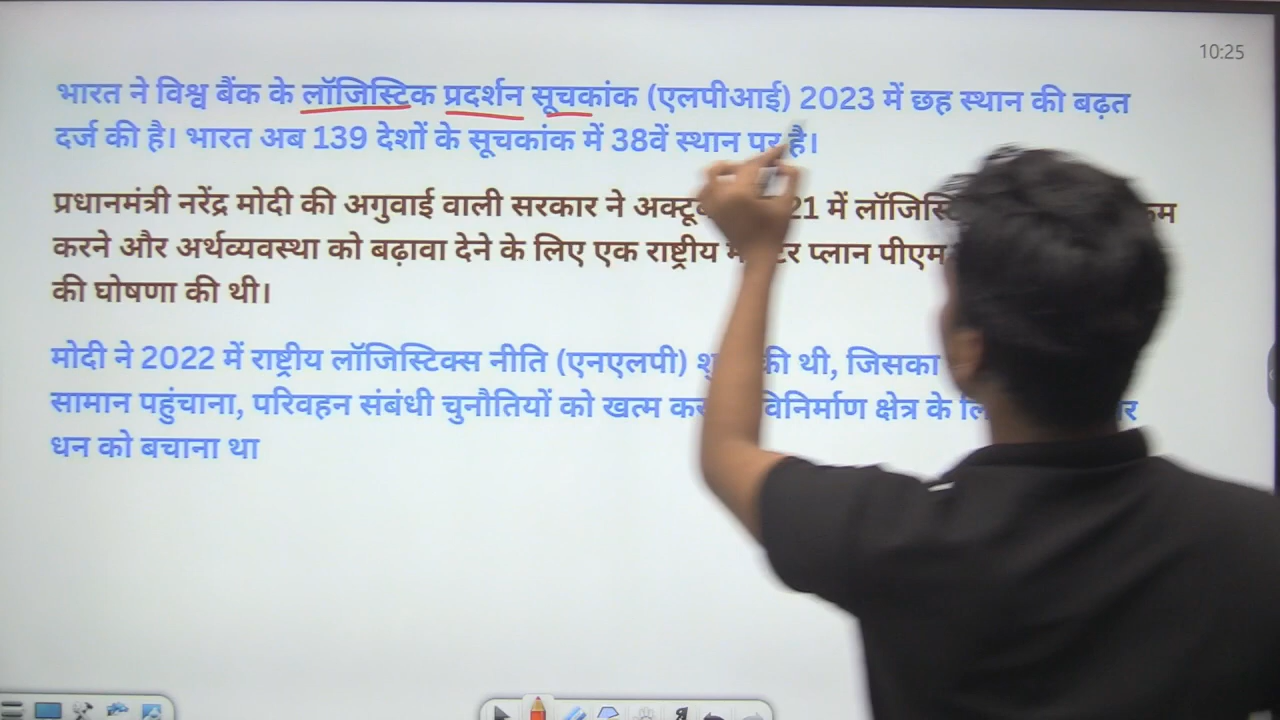 10:25
भारत ने विश्व बैंक के लॉजिस्टिक प्रदर्शन सूचकांक (एलपीआई) 2023 में छह स्थान की बढ़त
दर्ज की है। भारत अब 139 देशों के सूचकांक में 38वें स्थान पर है।
प्रधानमंत्री नरेंद्र मोदी की अगुवाई वाली सरकार ने में
करने और अर्थव्यवस्था को बढ़ावा देने के लिए एक राष्ट्रीय प्लान पीएम
की घोषणा की थी।
मोदी ने 2022 में राष्ट्रीय लॉजिस्टिक्स नीति (एनएलपी) की थी, जिसका
सामान पहुंचाना, परिवहन संबंधी चुनौतियों को खत्म विनिर्माण क्षेत्र के
धन को बचाना था